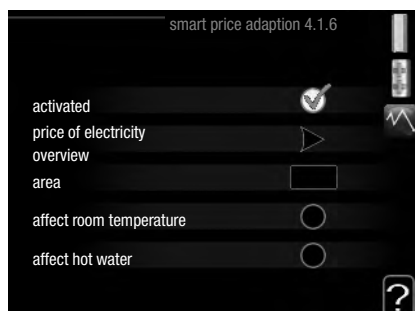 smart price adaption 4.1.6
activated
price of electricity
overview
area
affect room temperature
affect hot water
?